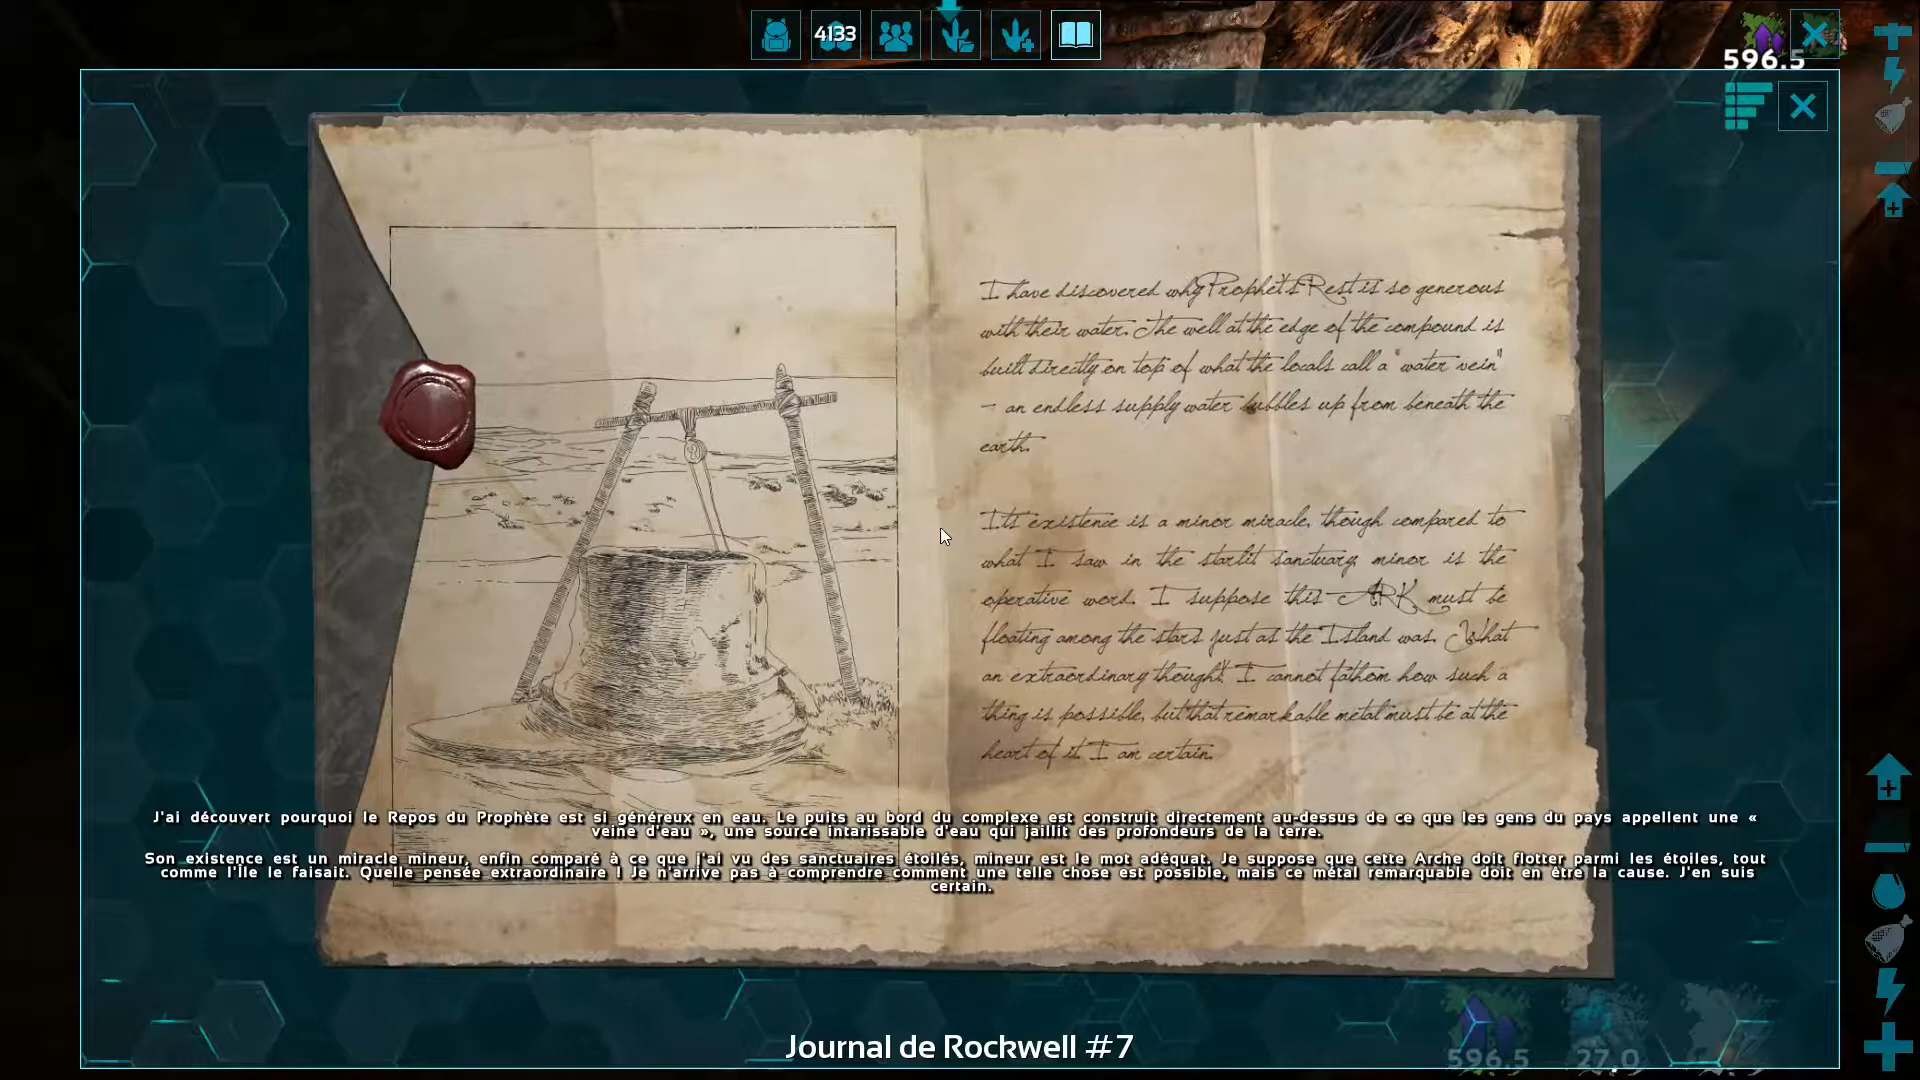 4133
596.5
I have discovered why Prophet's Rest is so generous
with their water. The well at the edge of the compound is
built directly on top of what the locals call a "water vein"
- an endless supply water bubbles up from beneath the
earth.
Its existence is a minor miracle, though compared to
what I saw in the starlit sanctuary, minor is the
operative word. I suppose this ARK must be
floating among the stars just as the Island was. What
an extraordinary thought! I cannot fathom how such a
thing is possible, but that remarkable metal must be at the
heart of it. I am certain.
J'ai découvert pourquoi le Repos du Prophète est si généreux en eau. Le puits au bord du complexe est construit directement au-dessus de ce que les gens du pays appellent une «
veine d'eau », une source intarissable d'eau qui jaillit des profondeurs de la terre.
Son existence est un miracle mineur, enfin comparé à ce que j'ai vu des sanctuaires étoilés, mineur est le mot adéquat. Je suppose que cette Arche doit flotter parmi les étoiles, tout
comme l'Île le faisait. Quelle pensée extraordinaire ! Je n'arrive pas à comprendre comment une telle chose est possible, mais ce métal remarquable doit en être la cause. J'en suis
certain.
Journal de Rockwell #7
596.5
27.0